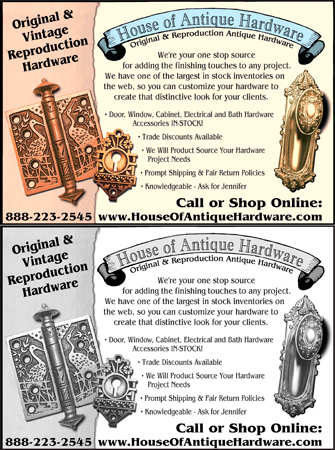 Original &
Vintage
Reproduction
Hardware
House of Antique Hardware
Original & Reproduction Antique Hardware
We're your one stop source
for adding the finishing touches to any project.
We have one of the largest in stock inventories on
the web, so you can customize your hardware to
create that distinctive look for your clients.
• Door, Window, Cabinet, Electrical and Bath Hardware
Accessories IN-STOCK!
• Trade Discounts Available
• We Will Product Source Your Hardware
Project Needs
• Prompt Shipping & Fair Return Policies
• Knowledgeable - Ask for Jennifer
Call or Shop Online:
888-223-2545 www.HouseOfAntiqueHardware.com
Original &
Vintage
Reproduction
Hardware
House of Antique Hardware
Original & Reproduction Antique Hardware
We're your one stop source
for adding the finishing touches to any project.
We have one of the largest in stock inventories on
the web, so you can customize your hardware to
create that distinctive look for your clients.
• Door, Window, Cabinet, Electrical and Bath Hardware
Accessories IN-STOCK!
• Trade Discounts Available
• We Will Product Source Your Hardware
Project Needs
• Prompt Shipping & Fair Return Policies
• Knowledgeable - Ask for Jennifer
Call or Shop Online:
888-223-2545 www.HouseOfAntiqueHardware.com